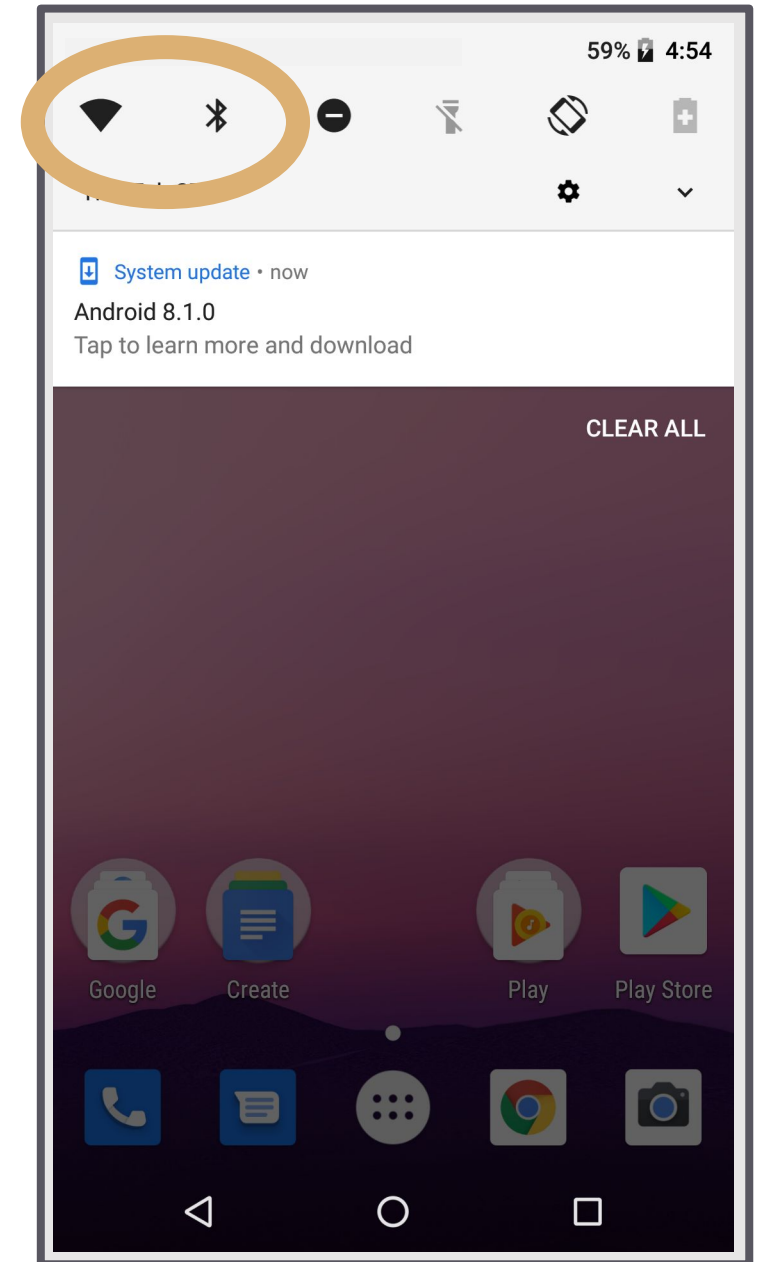 59% 4:54
System update • now
Android 8.1.0
Tap to learn more and download
CLEAR ALL
Google Create Play Play Store